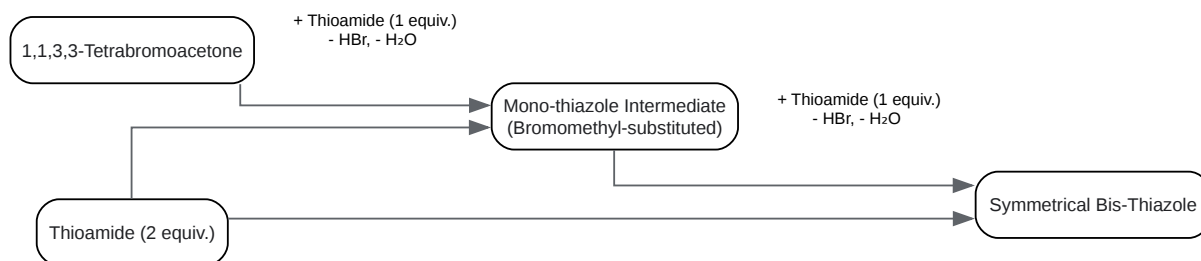 + Thioamide (1 equiv.)
- HBr, - H₂O
1,1,3,3-Tetrabromoacetone
Mono-thiazole Intermediate
(Bromomethyl-substituted)
+ Thioamide (1 equiv.)
- HBr, - H₂O
Symmetrical Bis-Thiazole
Thioamide (2 equiv.)